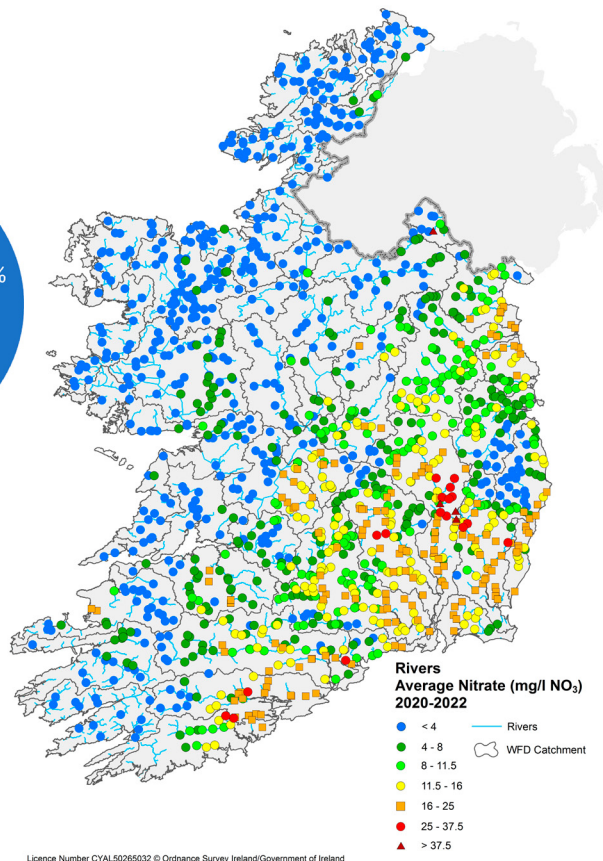 %
Rivers
Average Nitrate (mg/l NO₃)
2020-2022
< 4
4 - 8
8 - 11.5
11.5 - 16
16 - 25
25 - 37.5
> 37.5
Rivers
WFD Catchment
Licence Number CYAL50265032 © Ordnance Survey Ireland/Government of Ireland